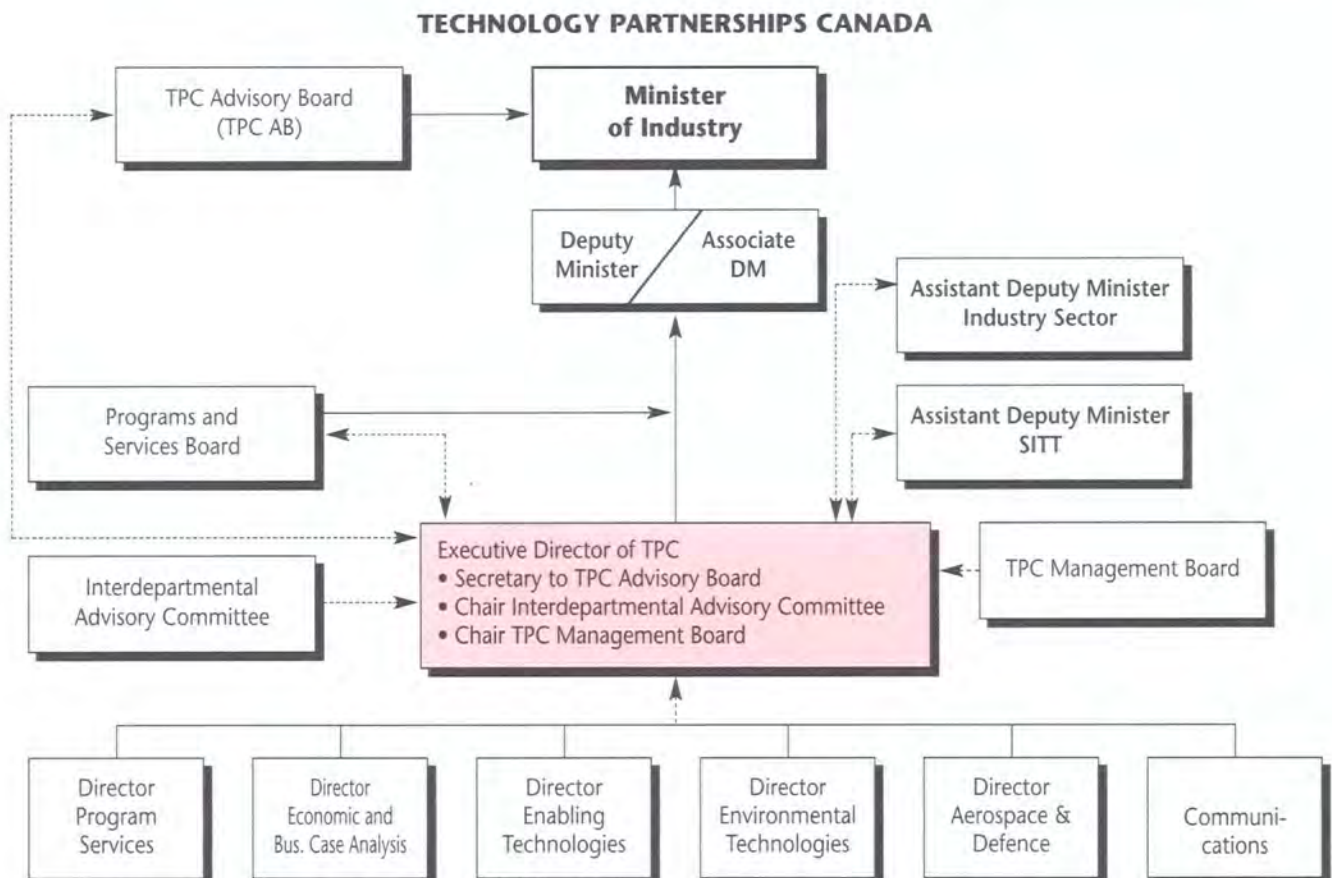 TECHNOLOGY PARTNERSHIPS CANADA
TPC Advisory Board
(TPC AB)
Minister
of Industry
Deputy
Minister
Associate
DM
Assistant Deputy Minister
Industry Sector
Programs and
Services Board
Assistant Deputy Minister
SITT
Interdepartmental
Advisory Committee
Executive Director of TPC
• Secretary to TPC Advisory Board
• Chair Interdepartmental Advisory Committee
• Chair TPC Management Board
TPC Management Board
Director
Program
Services
Director
Economic and
Bus. Case Analysis
Director
Enabling
Technologies
Director
Environmental
Technologies
Director
Aerospace &
Defence
Communi-
cations